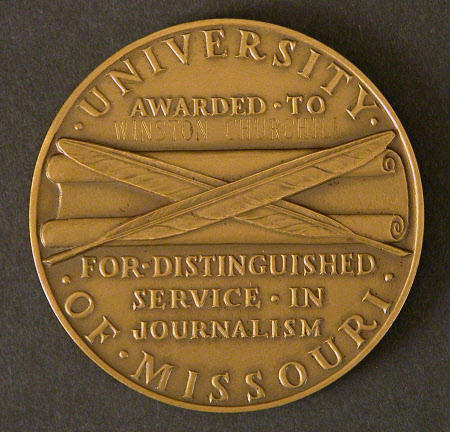 · UNIVERSITY ·
AWARDED · TO
WINSTON CHURCHILL
FOR · DISTINGUISHED
SERVICE · IN
JOURNALISM
· OF · MISSOURI ·